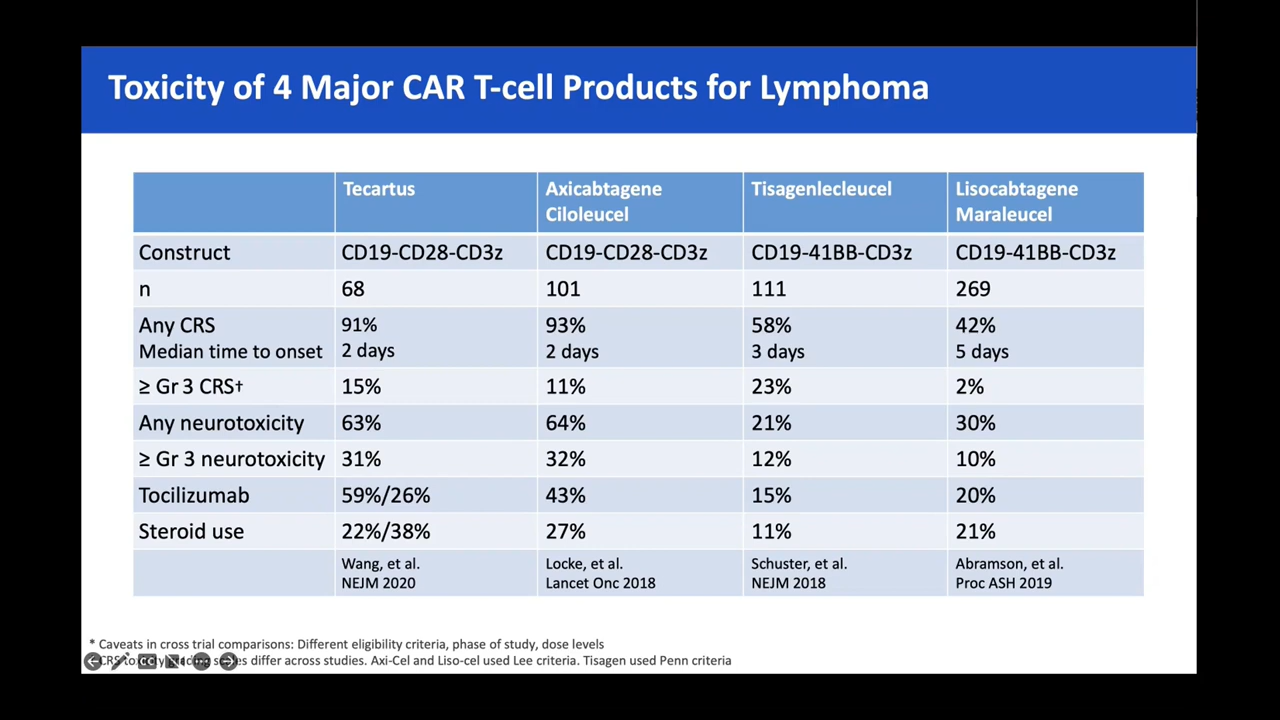 Toxicity of 4 Major CAR T-cell Products for Lymphoma
Tecartus
Axicabtagene
Ciloleucel
Tisagenlecleucel
Lisocabtagene
Maraleucel
Construct
CD19-CD28-CD3z
CD19-CD28-CD3z
CD19-41BB-CD3z
CD19-41BB-CD3z
n
68
101
111
269
Any CRS
91%
93%
58%
42%
Median time to onset
2 days
2 days
3 days
5 days
≥ Gr 3 CRS†
15%
11%
23%
2%
Any neurotoxicity
63%
64%
21%
30%
≥ Gr 3 neurotoxicity
31%
32%
12%
10%
Tocilizumab
59%/26%
43%
15%
20%
Steroid use
22%/38%
27%
11%
21%
Wang, et al.
NEJM 2020
Locke, et al.
Lancet Onc 2018
Schuster, et al.
NEJM 2018
Abramson, et al.
Proc ASH 2019
* Caveats in cross trial comparisons: Different eligibility criteria, phase of study, dose levels
CRS toxicity differ across studies. Axi-Cel and Liso-cel used Lee criteria. Tisagen used Penn criteria